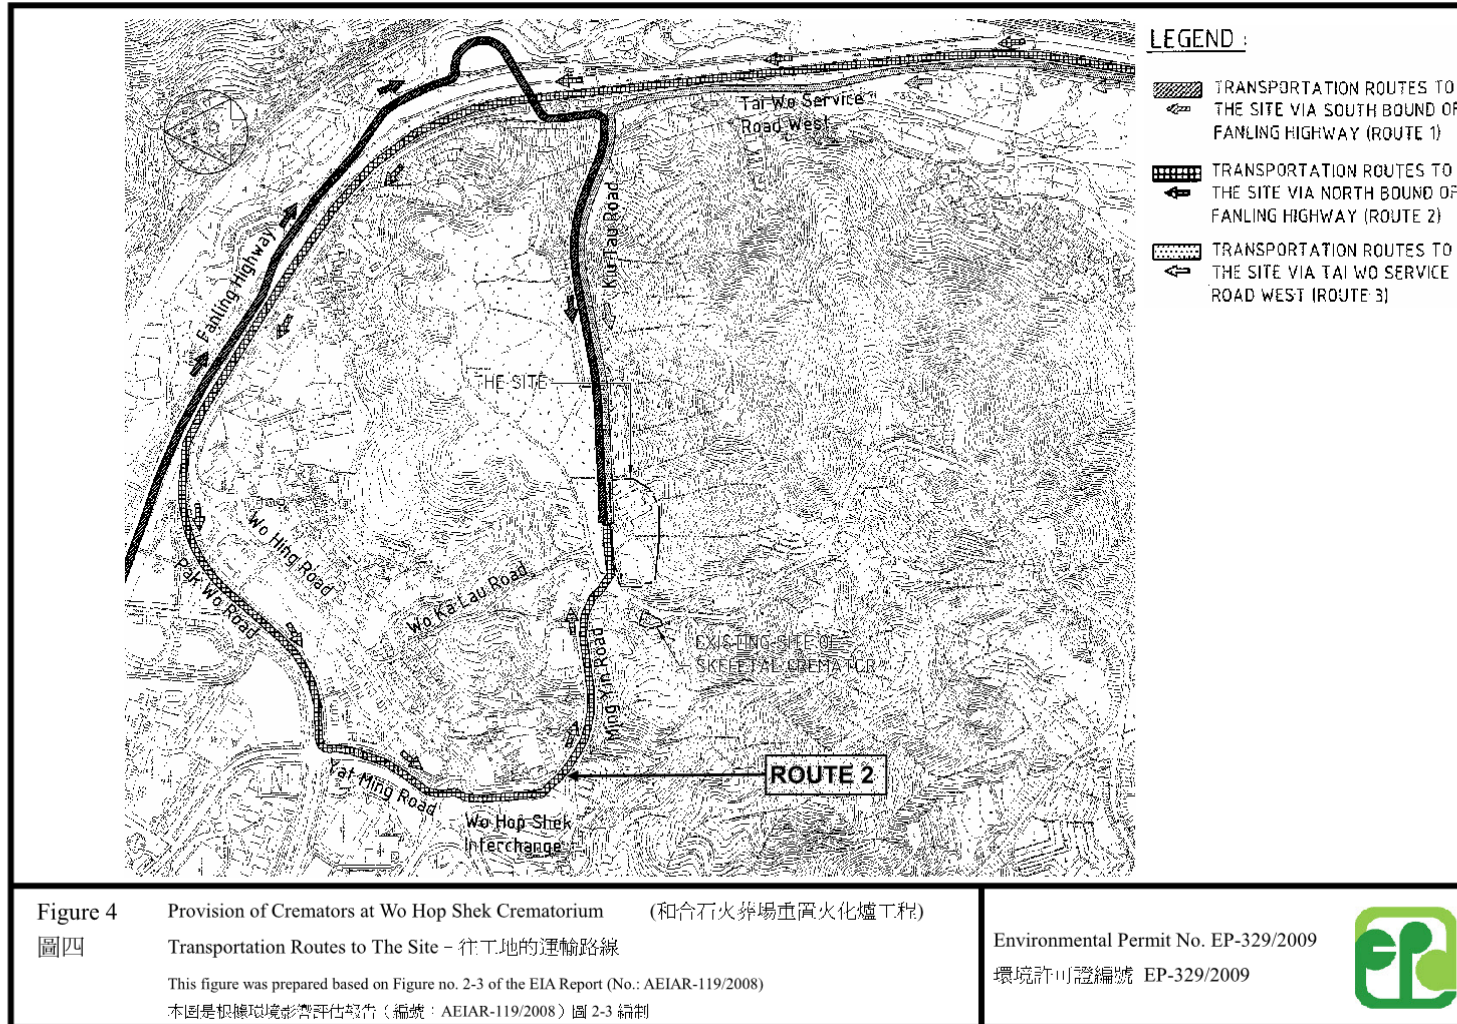 LEGEND :
TRANSPORTATION ROUTES TO
THE SITE VIA SOUTH BOUND OF
FANLING HIGHWAY (ROUTE 1)
TRANSPORTATION ROUTES TO
THE SITE VIA NORTH BOUND OF
FANLING HIGHWAY (ROUTE 2)
TRANSPORTATION ROUTES TO
THE SITE VIA TAI WO SERVICE
ROAD WEST (ROUTE 3)
Tai Wo Service
Road West
Kiu Tau Road
Fanling Highway
THE SITE
Wo Hing Road
Pak Wo Road
Wo Ka Lau Road
EXISTING SITE OF
SKELETAL CREMATOR
Ming Yin Road
ROUTE 2
Yat Ming Road
Wo Hop Shek
Interchange
Figure 4
圖四
Provision of Cremators at Wo Hop Shek Crematorium (和合石火葬場重置火化爐工程)
Transportation Routes to The Site – 往工地的運輸路線
This figure was prepared based on Figure no. 2-3 of the EIA Report (No.: AEIAR-119/2008)
本圖是根據環境影響評估報告（編號：AEIAR-119/2008）圖 2-3 編制
Environmental Permit No. EP-329/2009
環境許可證編號 EP-329/2009